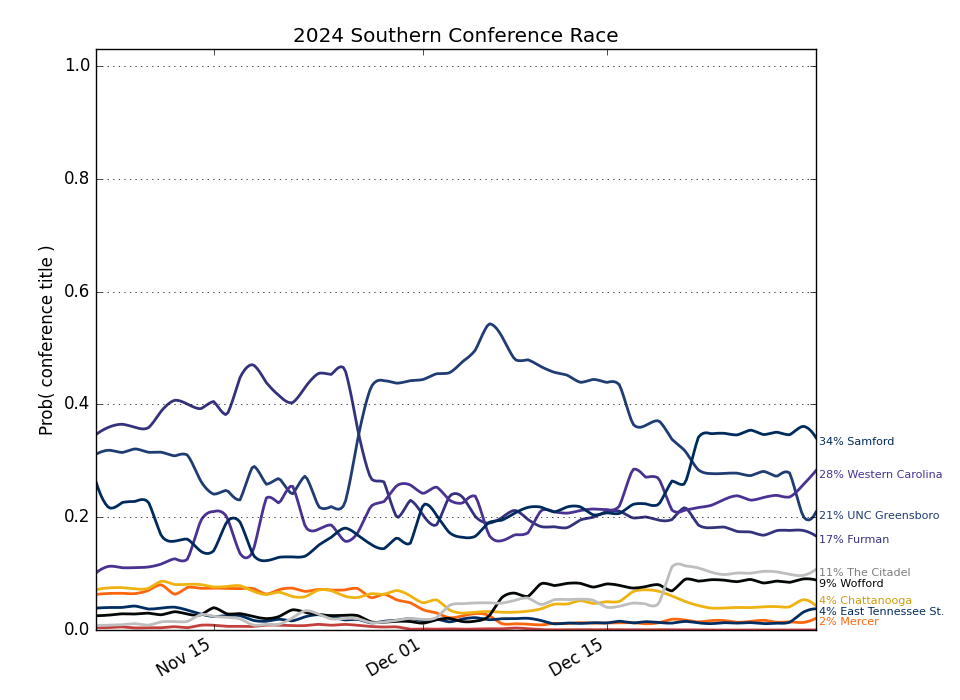 2024 Southern Conference Race
Prob( conference title )
1.0
0.8
0.6
0.4
0.2
0.0
Nov 15
Dec 01
Dec 15
34% Samford
28% Western Carolina
21% UNC Greensboro
17% Furman
11% The Citadel
9% Wofford
4% Chattanooga
4% East Tennessee St.
2% Mercer